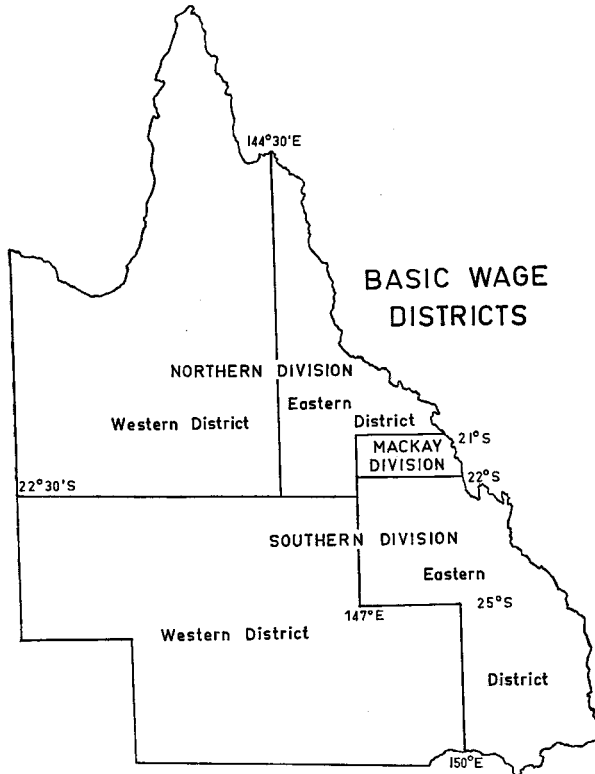 144°30'E
BASIC WAGE
DISTRICTS
NORTHERN DIVISION
Western District
Eastern
District
21°S
MACKAY
DIVISION
22°S
22°30'S
SOUTHERN DIVISION
Eastern
25°S
147°E
Western District
District
150°E